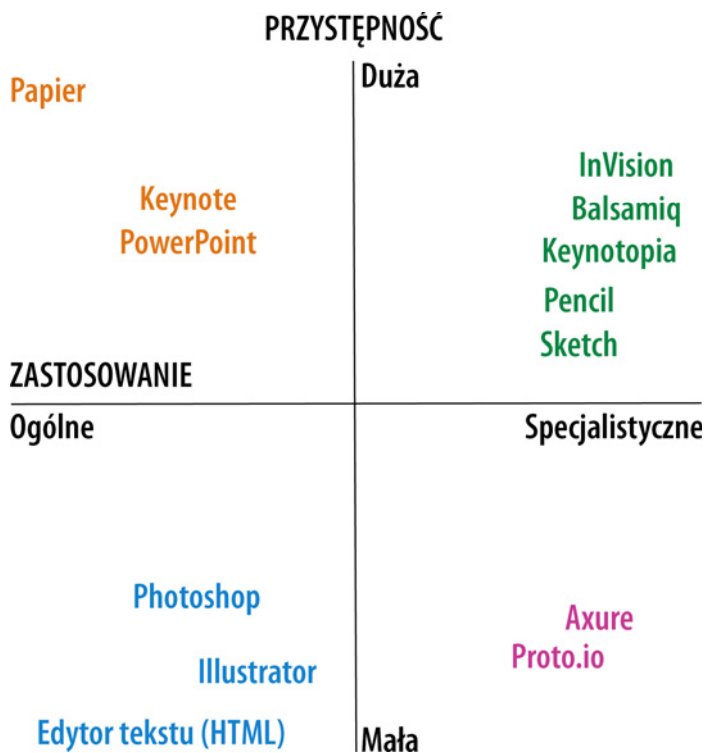 PRZYSTĘPNOŚĆ
Duża
Papier
InVision
Keynote
Balsamiq
PowerPoint
Keynotopia
Pencil
Sketch
ZASTOSOWANIE
Ogólne
Specjalistyczne
Photoshop
Axure
Proto.io
Illustrator
Edytor tekstu (HTML)
Mała